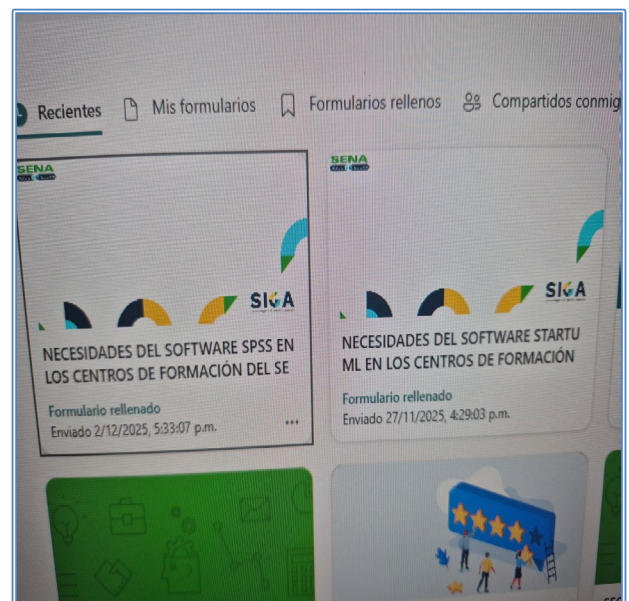 Recientes
Mis formularios
Formularios rellenos
Compartidos conmig
SENA
SIGA
NECESIDADES DEL SOFTWARE SPSS EN
LOS CENTROS DE FORMACIÓN DEL SE
Formulario rellenado
Enviado 2/12/2025, 5:33:07 p.m.
SENA
SIGA
NECESIDADES DEL SOFTWARE STARTU
ML EN LOS CENTROS DE FORMACIÓN
Formulario rellenado
Enviado 27/11/2025, 4:29:03 p.m.